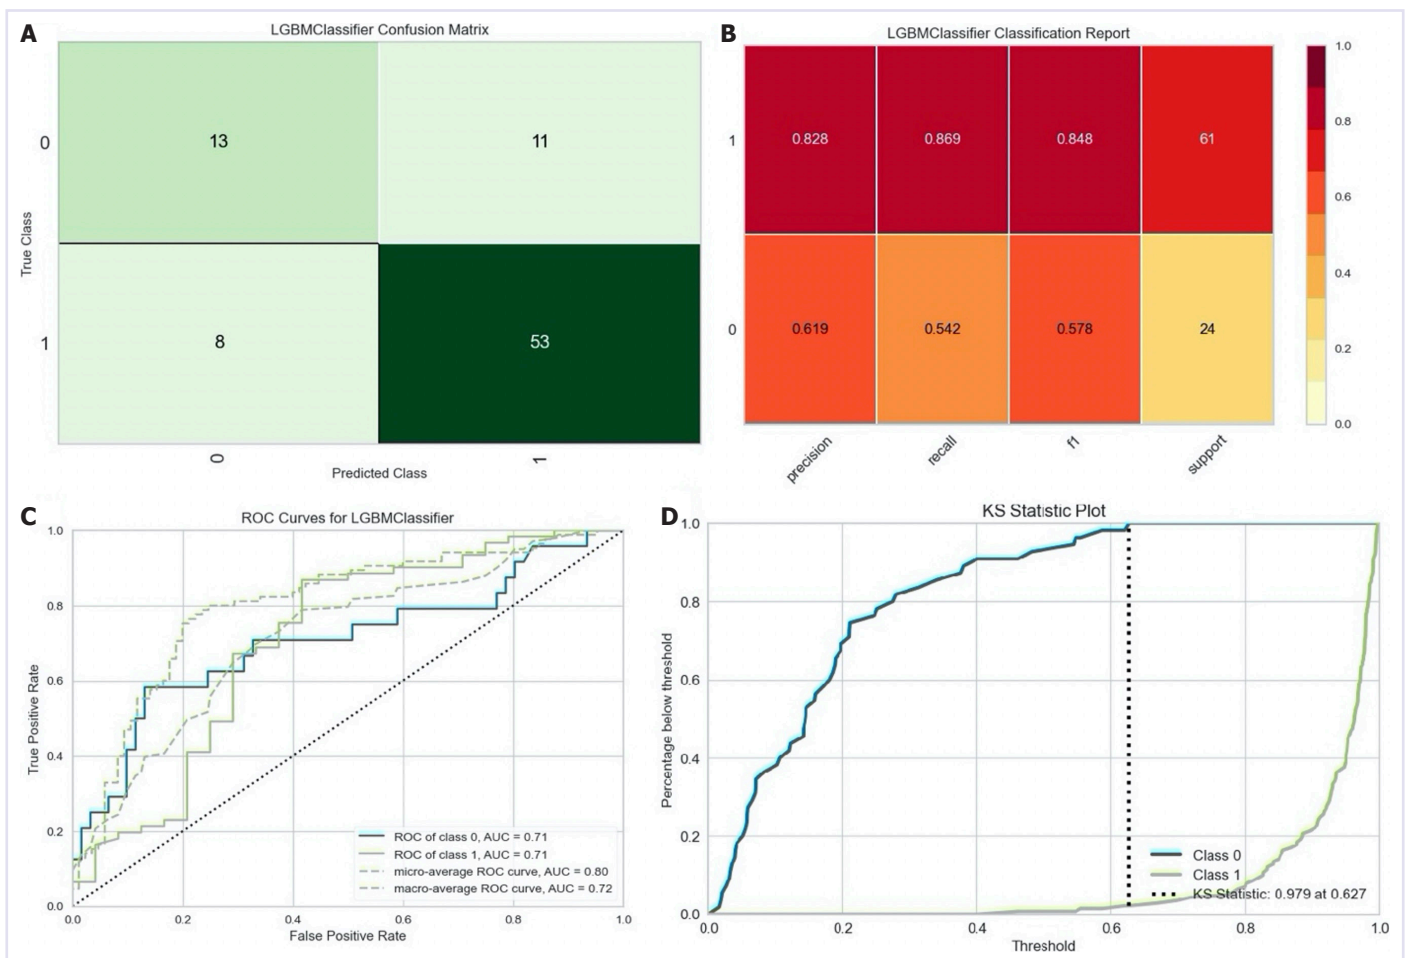 A
LGBMClassifier Confusion Matrix
0
13
11
True Class
1
8
53
0
1
Predicted Class
B
LGBMClassifier Classification Report
1
0.828
0.869
0.848
61
0
0.619
0.542
0.578
24
precision
recall
f1
support
1.0
0.8
0.6
0.4
0.2
0.0
C
ROC Curves for LGBMClassifier
1.0
0.8
0.6
0.4
0.2
0.0
True Positive Rate
ROC of class 0, AUC = 0.71
ROC of class 1, AUC = 0.71
micro-average ROC curve, AUC = 0.80
macro-average ROC curve, AUC = 0.72
0.0
0.2
0.4
0.6
0.8
1.0
False Positive Rate
D
KS Statistic Plot
1.0
0.8
0.6
0.4
0.2
0.0
Percentage below threshold
Class 0
Class 1
KS Statistic: 0.979 at 0.627
0.0
0.2
0.4
0.6
0.8
1.0
Threshold